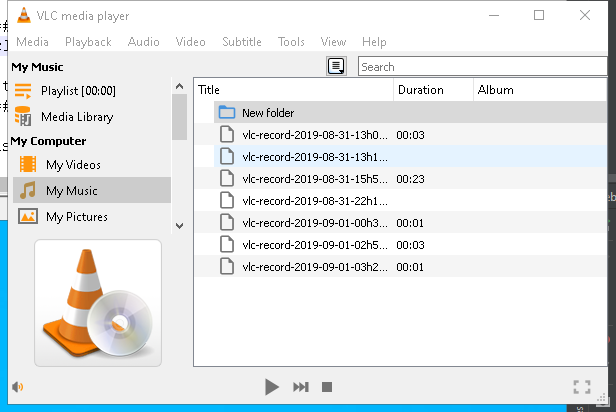 VLC media player
Media Playback Audio Video Subtitle Tools View Help
My Music
Search
Playlist [00:00]
Media Library
My Computer
My Videos
My Music
My Pictures
Title Duration Album
New folder
vlc-record-2019-08-31-13h0... 00:03
vlc-record-2019-08-31-13h1...
vlc-record-2019-08-31-15h5... 00:23
vlc-record-2019-08-31-22h1...
vlc-record-2019-09-01-00h3... 00:01
vlc-record-2019-09-01-02h5... 00:03
vlc-record-2019-09-01-03h2... 00:01